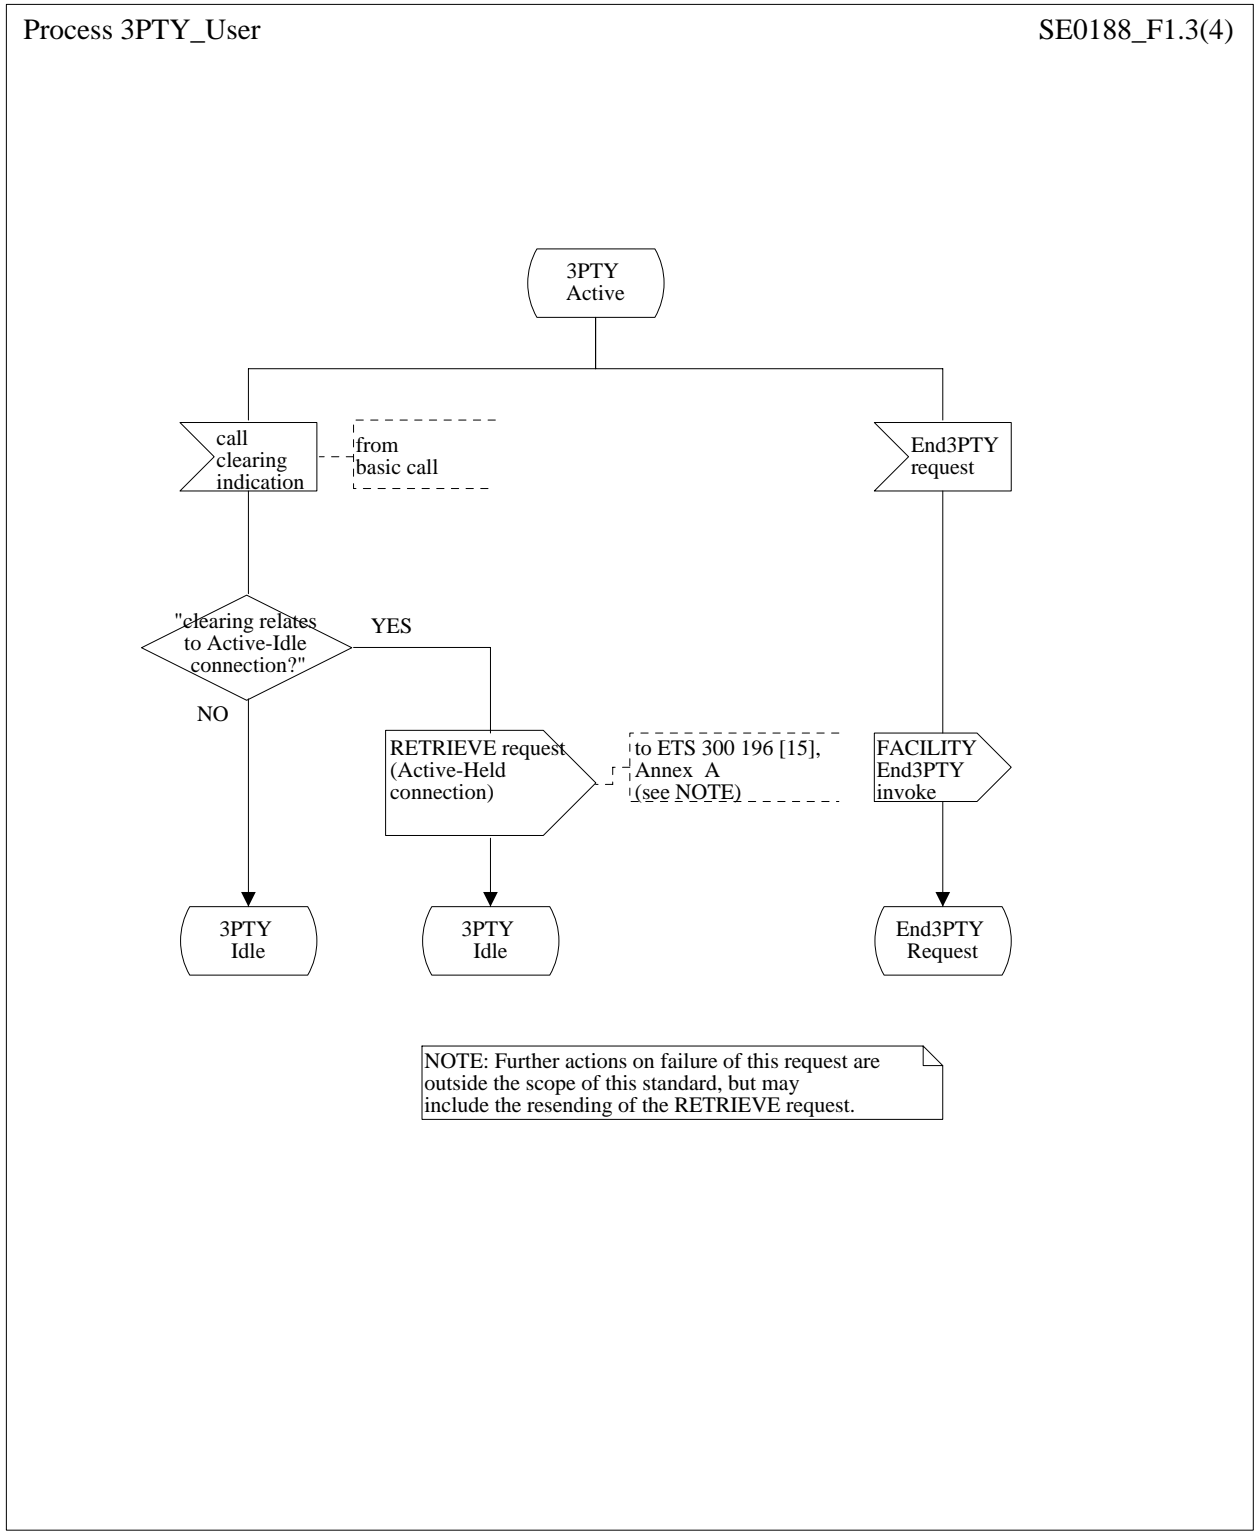 Process 3PTY_User
SE0188_F1.3(4)
3PTY
Active
call
clearing
indication
from
basic call
End3PTY
request
"clearing relates
to Active-Idle
connection?"
YES
NO
RETRIEVE request
(Active-Held
connection)
to ETS 300 196 [15],
Annex A
(see NOTE)
FACILITY
End3PTY
invoke
3PTY
Idle
3PTY
Idle
End3PTY
Request
NOTE: Further actions on failure of this request are
outside the scope of this standard, but may
include the resending of the RETRIEVE request.